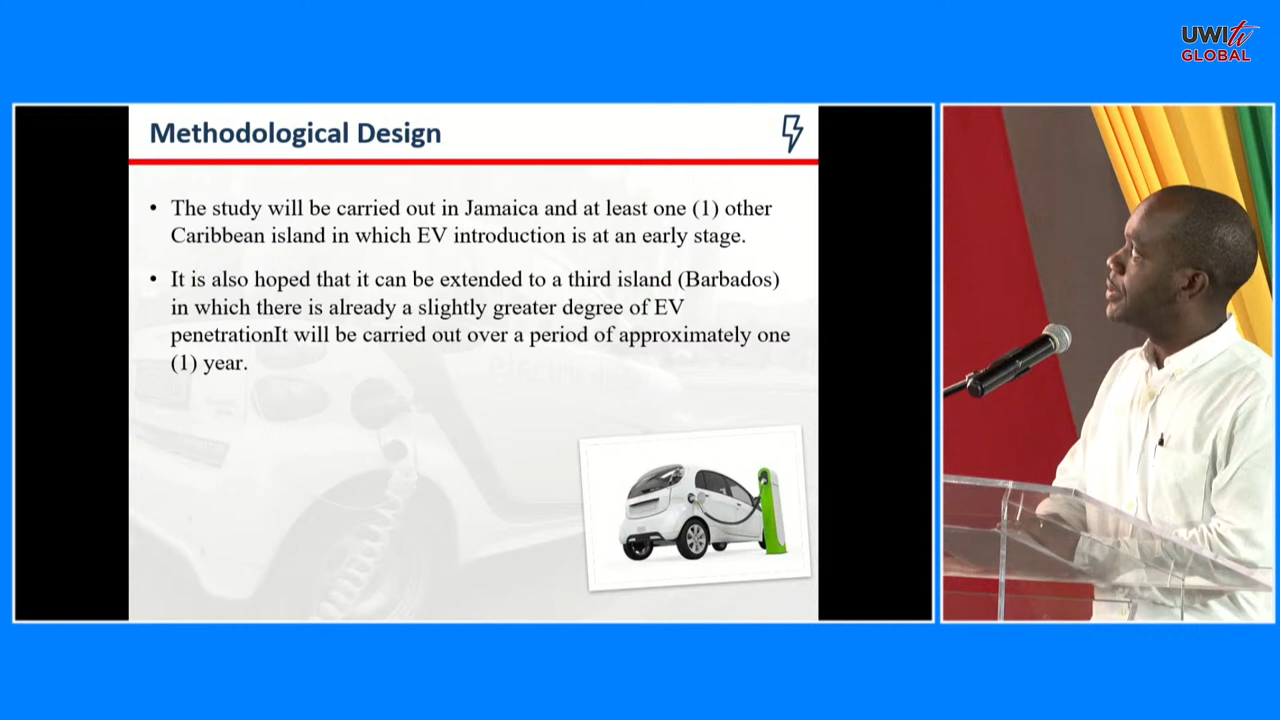 UWItv
GLOBAL
Methodological Design
• The study will be carried out in Jamaica and at least one (1) other
Caribbean island in which EV introduction is at an early stage.
• It is also hoped that it can be extended to a third island (Barbados)
in which there is already a slightly greater degree of EV
penetrationIt will be carried out over a period of approximately one
(1) year.